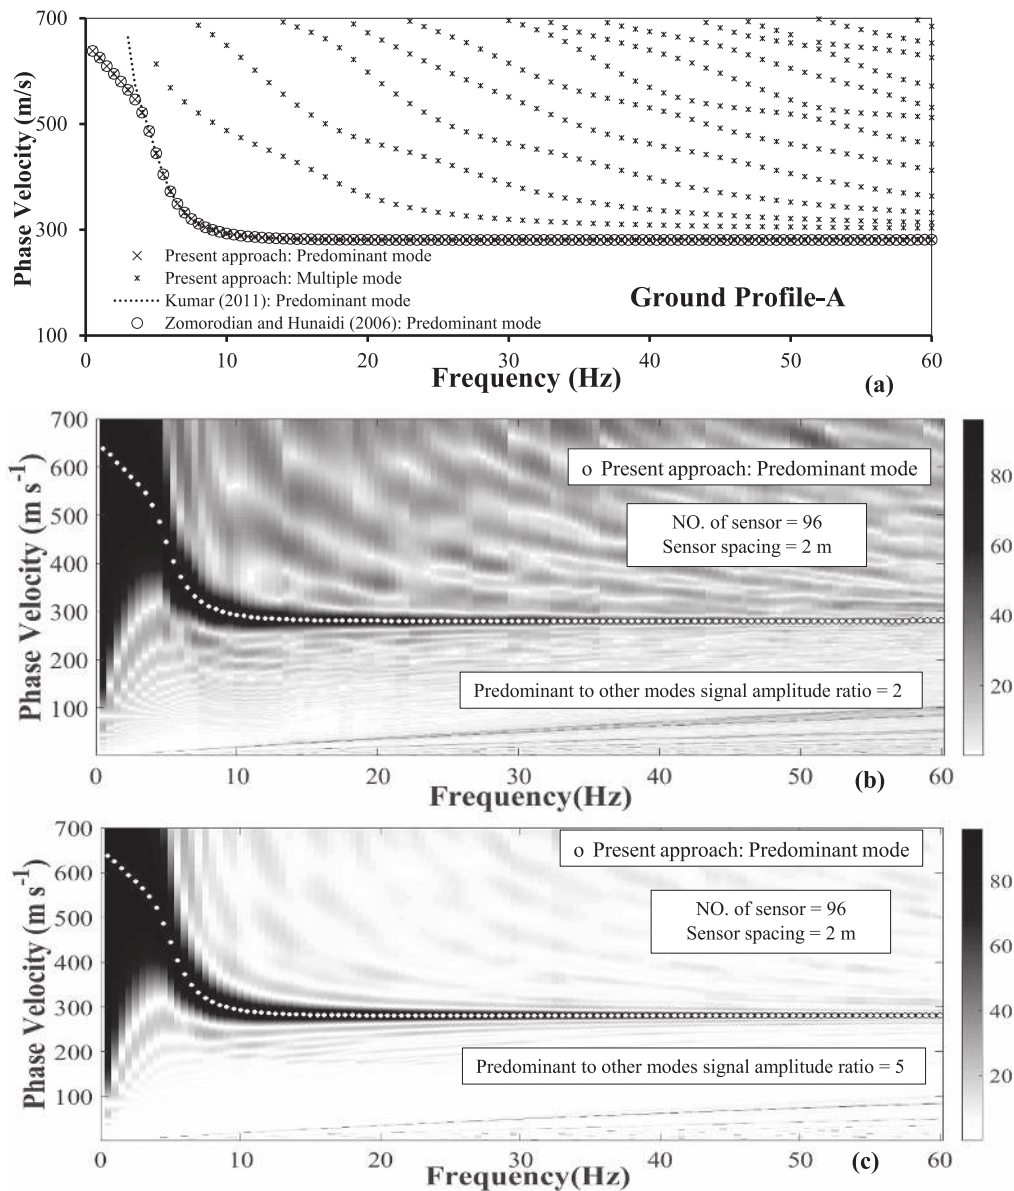 700
500
300
100
Phase Velocity (m/s)
× Present approach: Predominant mode
× Present approach: Multiple mode
Kumar (2011): Predominant mode
Zomorodian and Hunaidi (2006): Predominant mode
Ground Profile-A
0 10 20 30 40 50 60
Frequency (Hz)
(a)
700
600
500
400
300
200
100
Phase Velocity (m s-1)
o Present approach: Predominant mode
NO. of sensor = 96
Sensor spacing = 2 m
Predominant to other modes signal amplitude ratio = 2
80
60
40
20
0 10 20 30 40 50 60
Frequency(Hz)
(b)
700
600
500
400
300
200
100
Phase Velocity (m s-1)
o Present approach: Predominant mode
NO. of sensor = 96
Sensor spacing = 2 m
Predominant to other modes signal amplitude ratio = 5
80
60
40
20
0 10 20 30 40 50 60
Frequency(Hz)
(c)